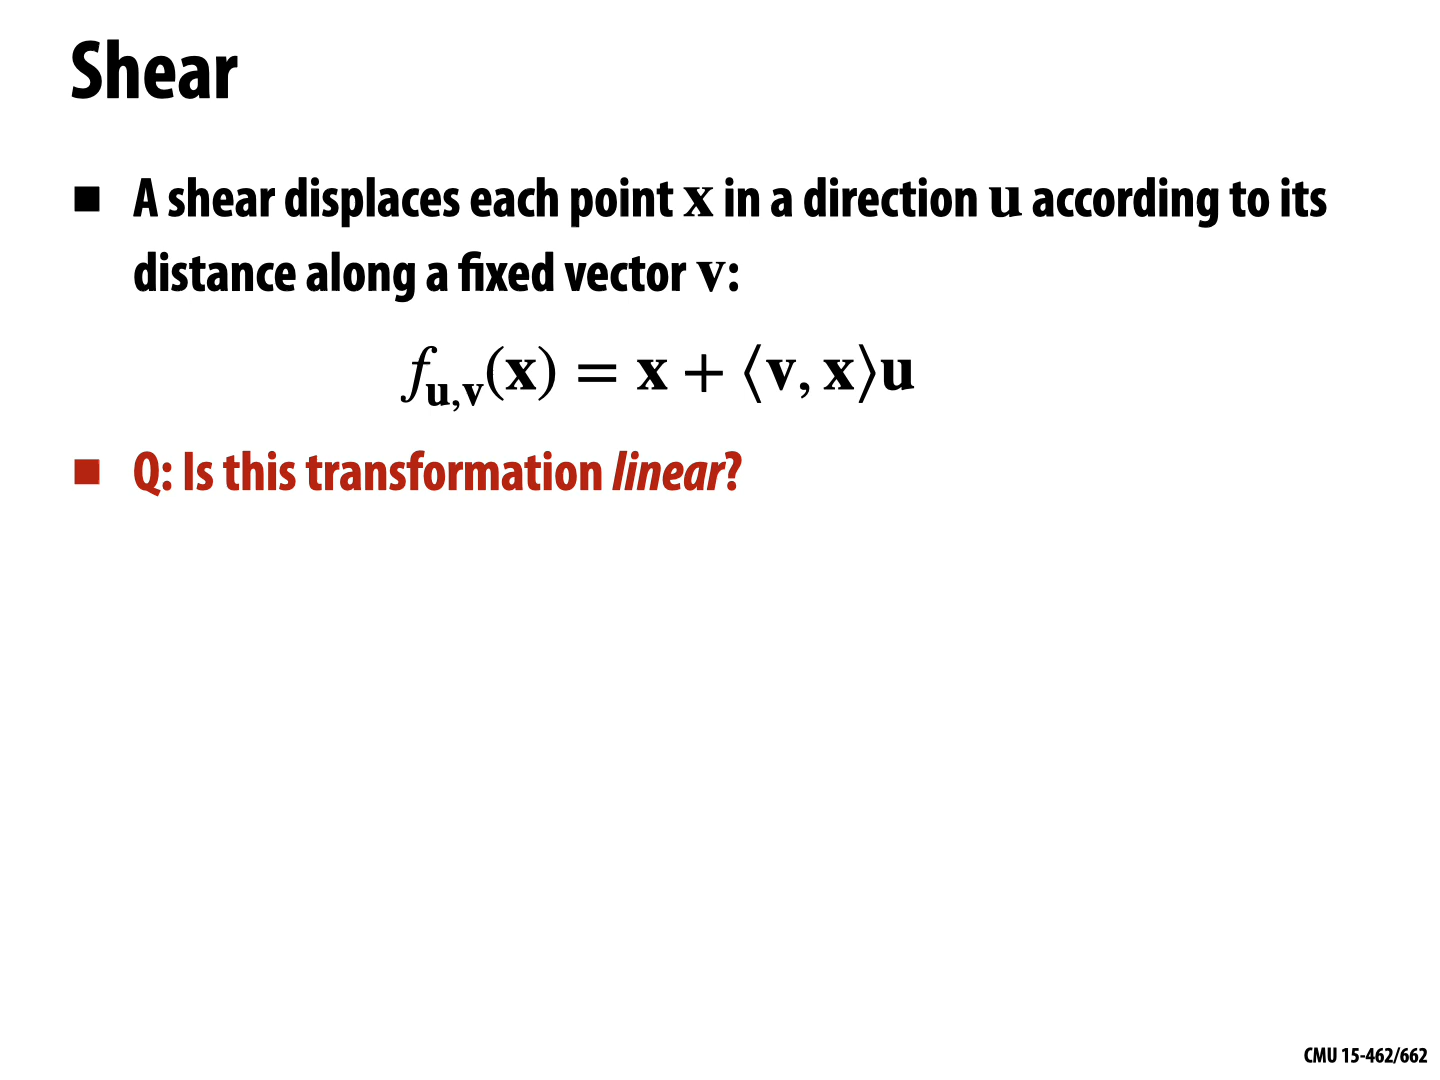 Shear
■ A shear displaces each point x in a direction u according to its
distance along a fixed vector v:
f_{u,v}(x) = x + ⟨v, x⟩u
■ Q: Is this transformation linear?
CMU 15-462/662